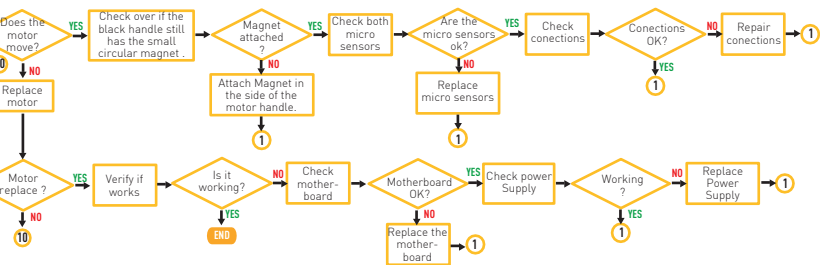 Does the
motor
move?
YES
NO
Check over if the
black handle still
has the small
circular magnet .
Magnet
attached
?
YES
NO
Check both
micro
sensors
Are the
micro sensors
ok?
YES
NO
Check
conections
Conections
OK?
NO
YES
Repair
conections
1
1
Replace
motor
Attach Magnet in
the side of the
motor handle.
1
Replace
micro sensors
1
Motor
replace ?
YES
NO
10
Verify if
works
Is it
working?
NO
YES
END
Check
mother-
board
Motherboard
OK?
YES
NO
Replace the
mother-
board
1
Check power
Supply
Working
?
NO
YES
1
Replace
Power
Supply
1